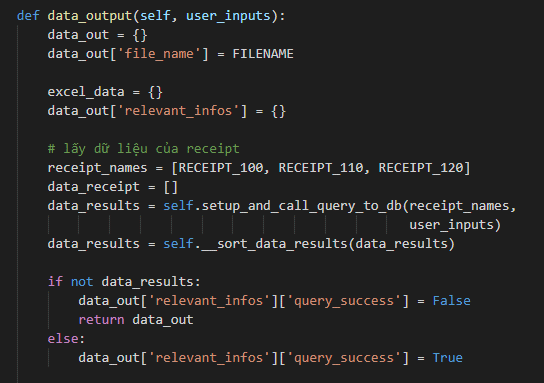 def data_output(self, user_inputs):
data_out = {}
data_out['file_name'] = FILENAME
excel_data = {}
data_out['relevant_infos'] = {}
# lấy dữ liệu của receipt
receipt_names = [RECEIPT_100, RECEIPT_110, RECEIPT_120]
data_receipt = []
data_results = self.setup_and_call_query_to_db(receipt_names,
user_inputs)
data_results = self.__sort_data_results(data_results)
if not data_results:
data_out['relevant_infos']['query_success'] = False
return data_out
else:
data_out['relevant_infos']['query_success'] = True